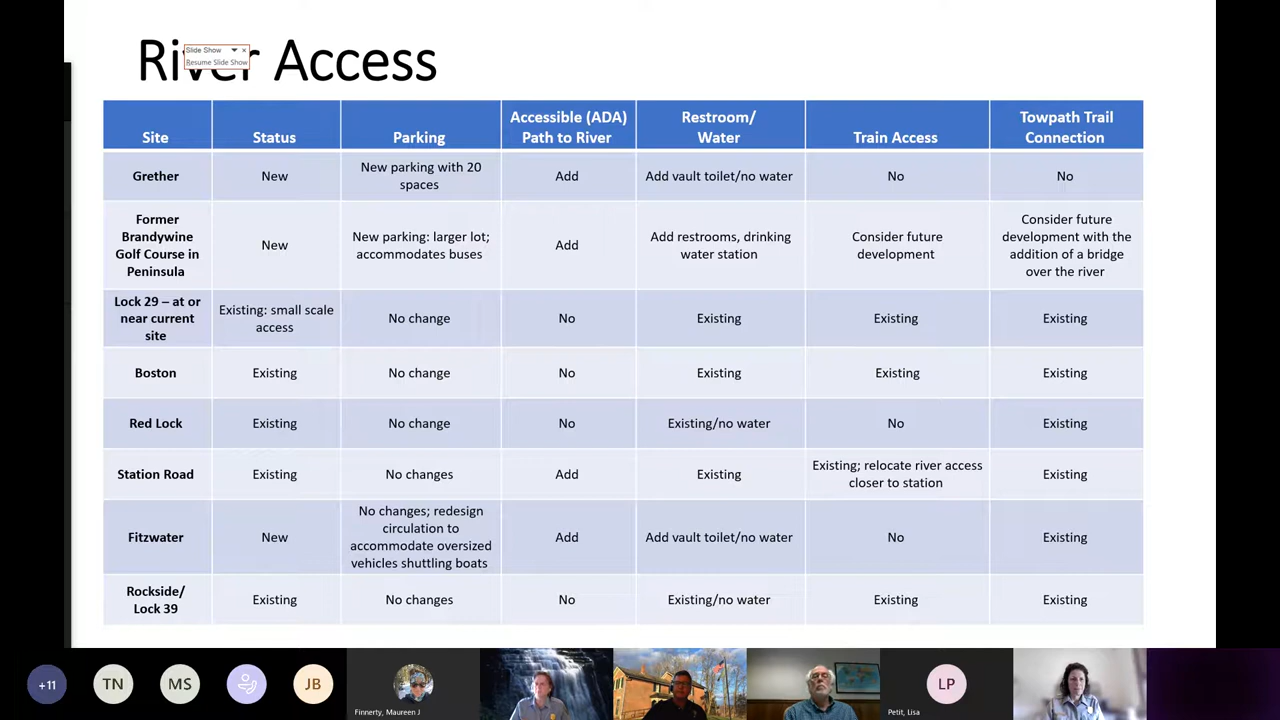 River Access
Slide Show
Resume Slide Show
Site
Status
Parking
Accessible (ADA)
Path to River
Restroom/
Water
Train Access
Towpath Trail
Connection
Grether
New
New parking with 20
spaces
Add
Add vault toilet/no water
No
No
Former
Brandywine
Golf Course in
Peninsula
New
New parking: larger lot;
accommodates buses
Add
Add restrooms, drinking
water station
Consider future
development
Consider future
development with the
addition of a bridge
over the river
Lock 29 – at or
near current
site
Existing: small scale
access
No change
No
Existing
Existing
Existing
Boston
Existing
No change
No
Existing
Existing
Existing
Red Lock
Existing
No change
No
Existing/no water
No
Existing
Station Road
Existing
No changes
Add
Existing
Existing; relocate river access
closer to station
Existing
Fitzwater
New
No changes; redesign
circulation to
accommodate oversized
vehicles shuttling boats
Add
Add vault toilet/no water
No
Existing
Rockside/
Lock 39
Existing
No changes
No
Existing/no water
Existing
Existing
+11
TN
MS
JB
Finnerty, Maureen J
LP
Petit, Lisa